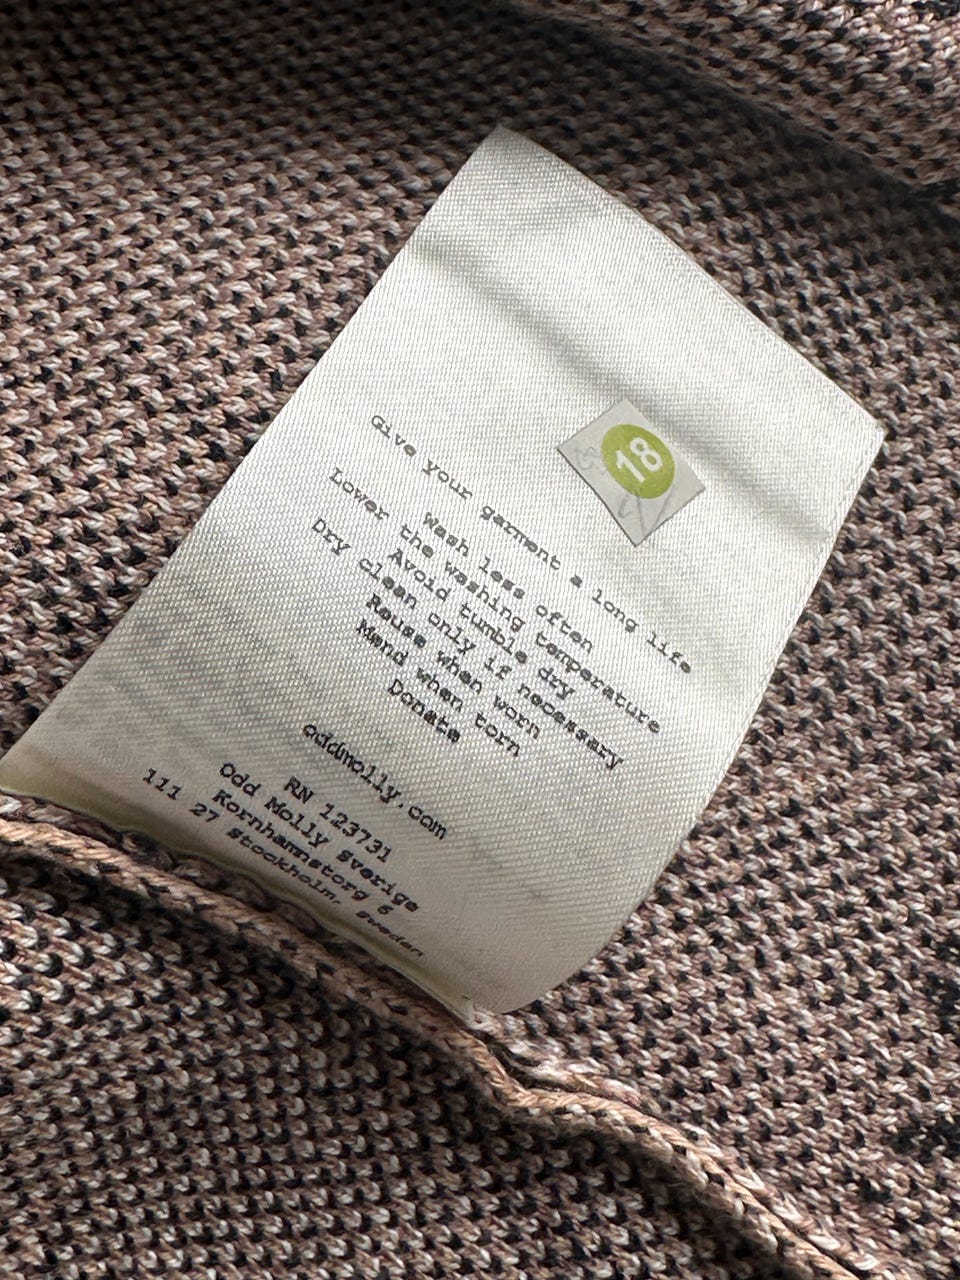 18
Give your garment a long life
Wash less often
Lower the washing temperature
Avoid tumble dry
Dry clean only if necessary
Reuse when worn
Mend when torn
Donate
oddmolly.com
RN 123731
Odd Molly Sverige
Kornhamnstorg 6
111 27 Stockholm, Sweden